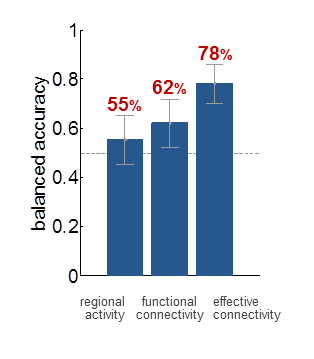 balanced accuracy
1
0.8
0.6
0.4
0.2
0
55%
62%
78%
regional activity
functional connectivity
effective connectivity